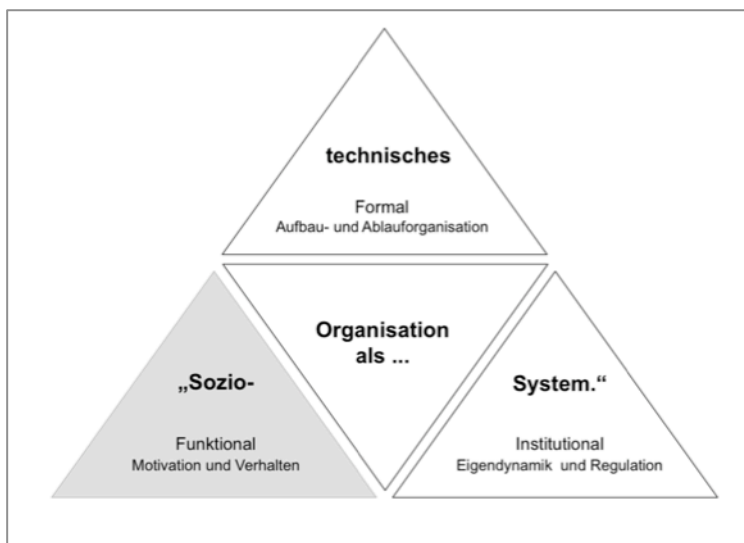 technisches
Formal
Aufbau- und Ablauforganisation
Organisation
als ...
„Sozio-
Funktional
Motivation und Verhalten
System.“
Institutional
Eigendynamik und Regulation